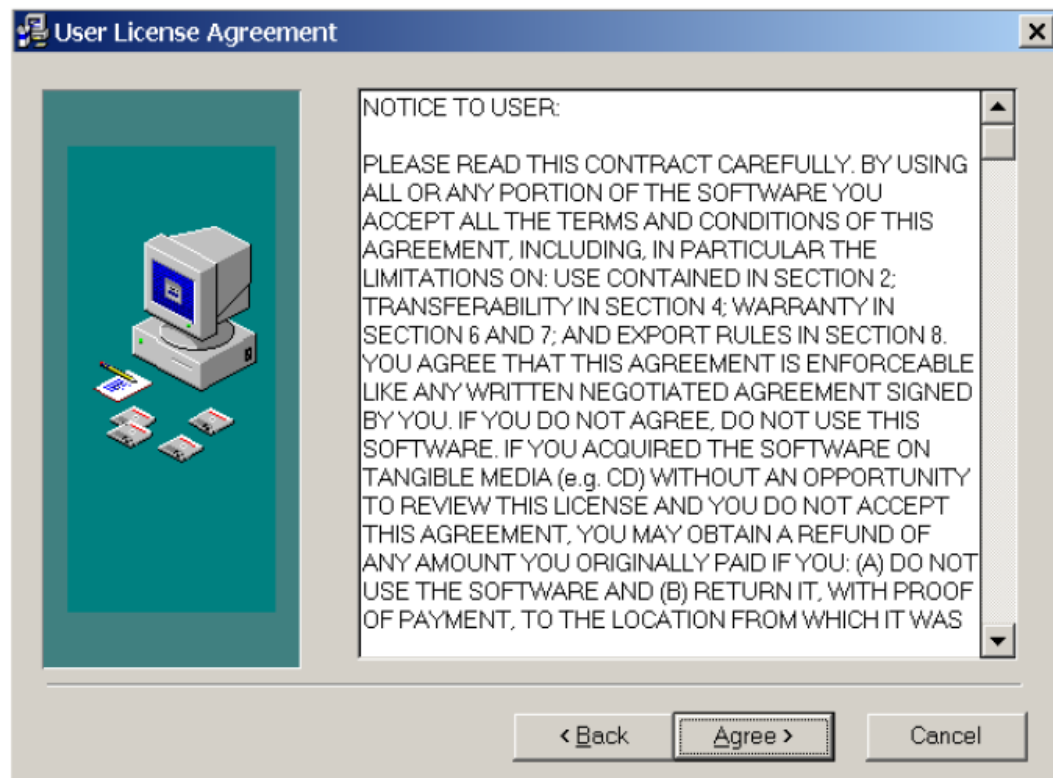 User License Agreement
NOTICE TO USER:
PLEASE READ THIS CONTRACT CAREFULLY. BY USING
ALL OR ANY PORTION OF THE SOFTWARE YOU
ACCEPT ALL THE TERMS AND CONDITIONS OF THIS
AGREEMENT, INCLUDING, IN PARTICULAR THE
LIMITATIONS ON: USE CONTAINED IN SECTION 2;
TRANSFERABILITY IN SECTION 4; WARRANTY IN
SECTION 6 AND 7; AND EXPORT RULES IN SECTION 8.
YOU AGREE THAT THIS AGREEMENT IS ENFORCEABLE
LIKE ANY WRITTEN NEGOTIATED AGREEMENT SIGNED
BY YOU. IF YOU DO NOT AGREE, DO NOT USE THIS
SOFTWARE. IF YOU ACQUIRED THE SOFTWARE ON
TANGIBLE MEDIA (e.g. CD) WITHOUT AN OPPORTUNITY
TO REVIEW THIS LICENSE AND YOU DO NOT ACCEPT
THIS AGREEMENT, YOU MAY OBTAIN A REFUND OF
ANY AMOUNT YOU ORIGINALLY PAID IF YOU: (A) DO NOT
USE THE SOFTWARE AND (B) RETURN IT, WITH PROOF
OF PAYMENT, TO THE LOCATION FROM WHICH IT WAS
< Back
Agree >
Cancel